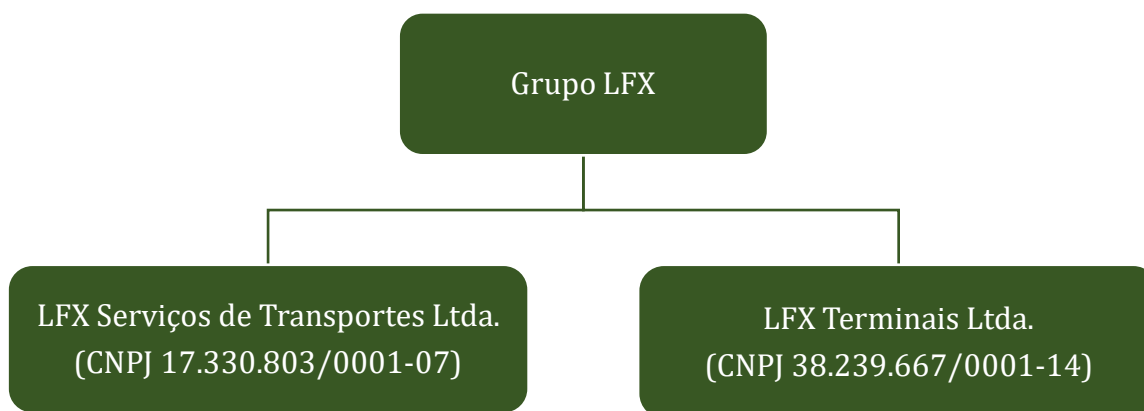 Grupo LFX
LFX Serviços de Transportes Ltda.
(CNPJ 17.330.803/0001-07)
LFX Terminais Ltda.
(CNPJ 38.239.667/0001-14)